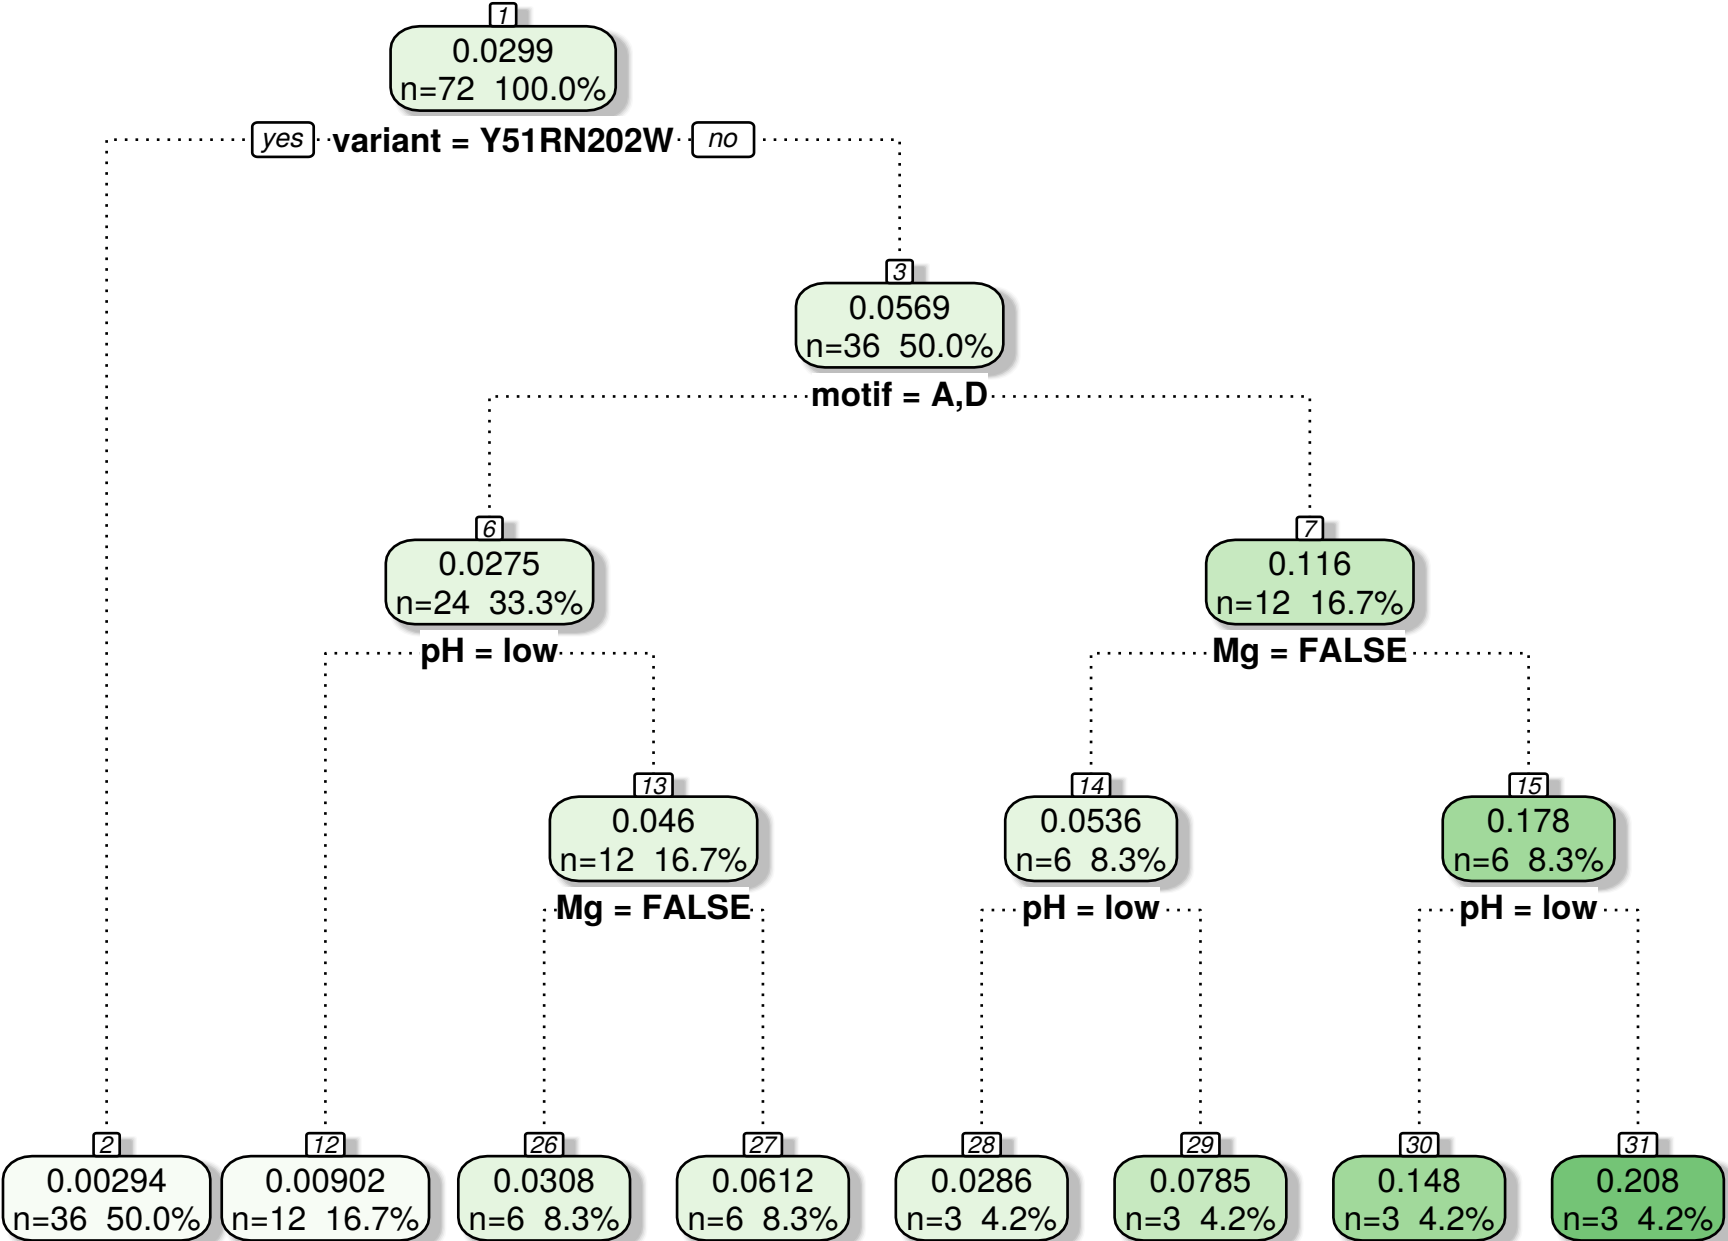 1
0.0299
n=72 100.0%
yes variant = Y51RN202W no
3
0.0569
n=36 50.0%
motif = A,D
6 7
0.0275 0.116
n=24 33.3% n=12 16.7%
pH = low Mg = FALSE
13 14 15
0.046 0.0536 0.178
n=12 16.7% n=6 8.3% n=6 8.3%
Mg = FALSE pH = low pH = low
2 12 26 27 28 29 30 31
0.00294 0.00902 0.0308 0.0612 0.0286 0.0785 0.148 0.208
n=36 50.0% n=12 16.7% n=6 8.3% n=6 8.3% n=3 4.2% n=3 4.2% n=3 4.2% n=3 4.2%